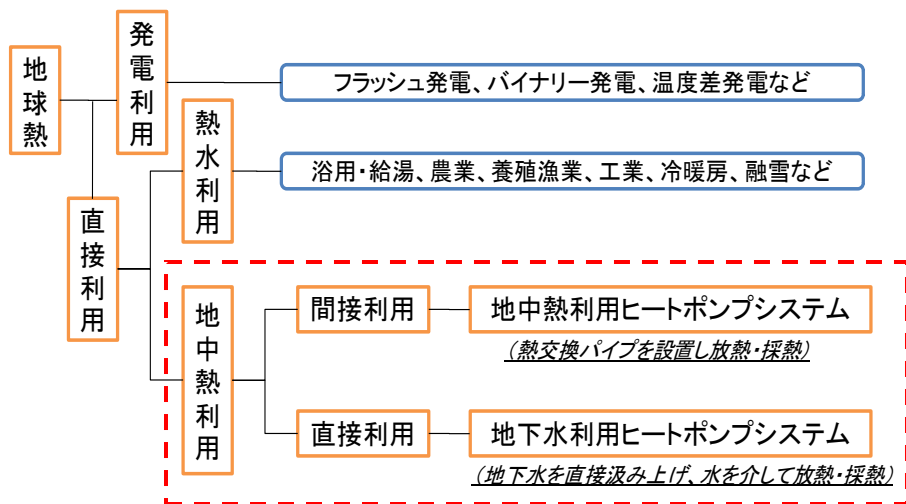 地球熱
発電利用
フラッシュ発電、バイナリー発電、温度差発電など
直接利用
熱水利用
浴用・給湯、農業、養殖漁業、工業、冷暖房、融雪など
地中熱利用
間接利用
地中熱利用ヒートポンプシステム
(熱交換パイプを設置し放熱・採熱)
直接利用
地下水利用ヒートポンプシステム
(地下水を直接汲み上げ、水を介して放熱・採熱)